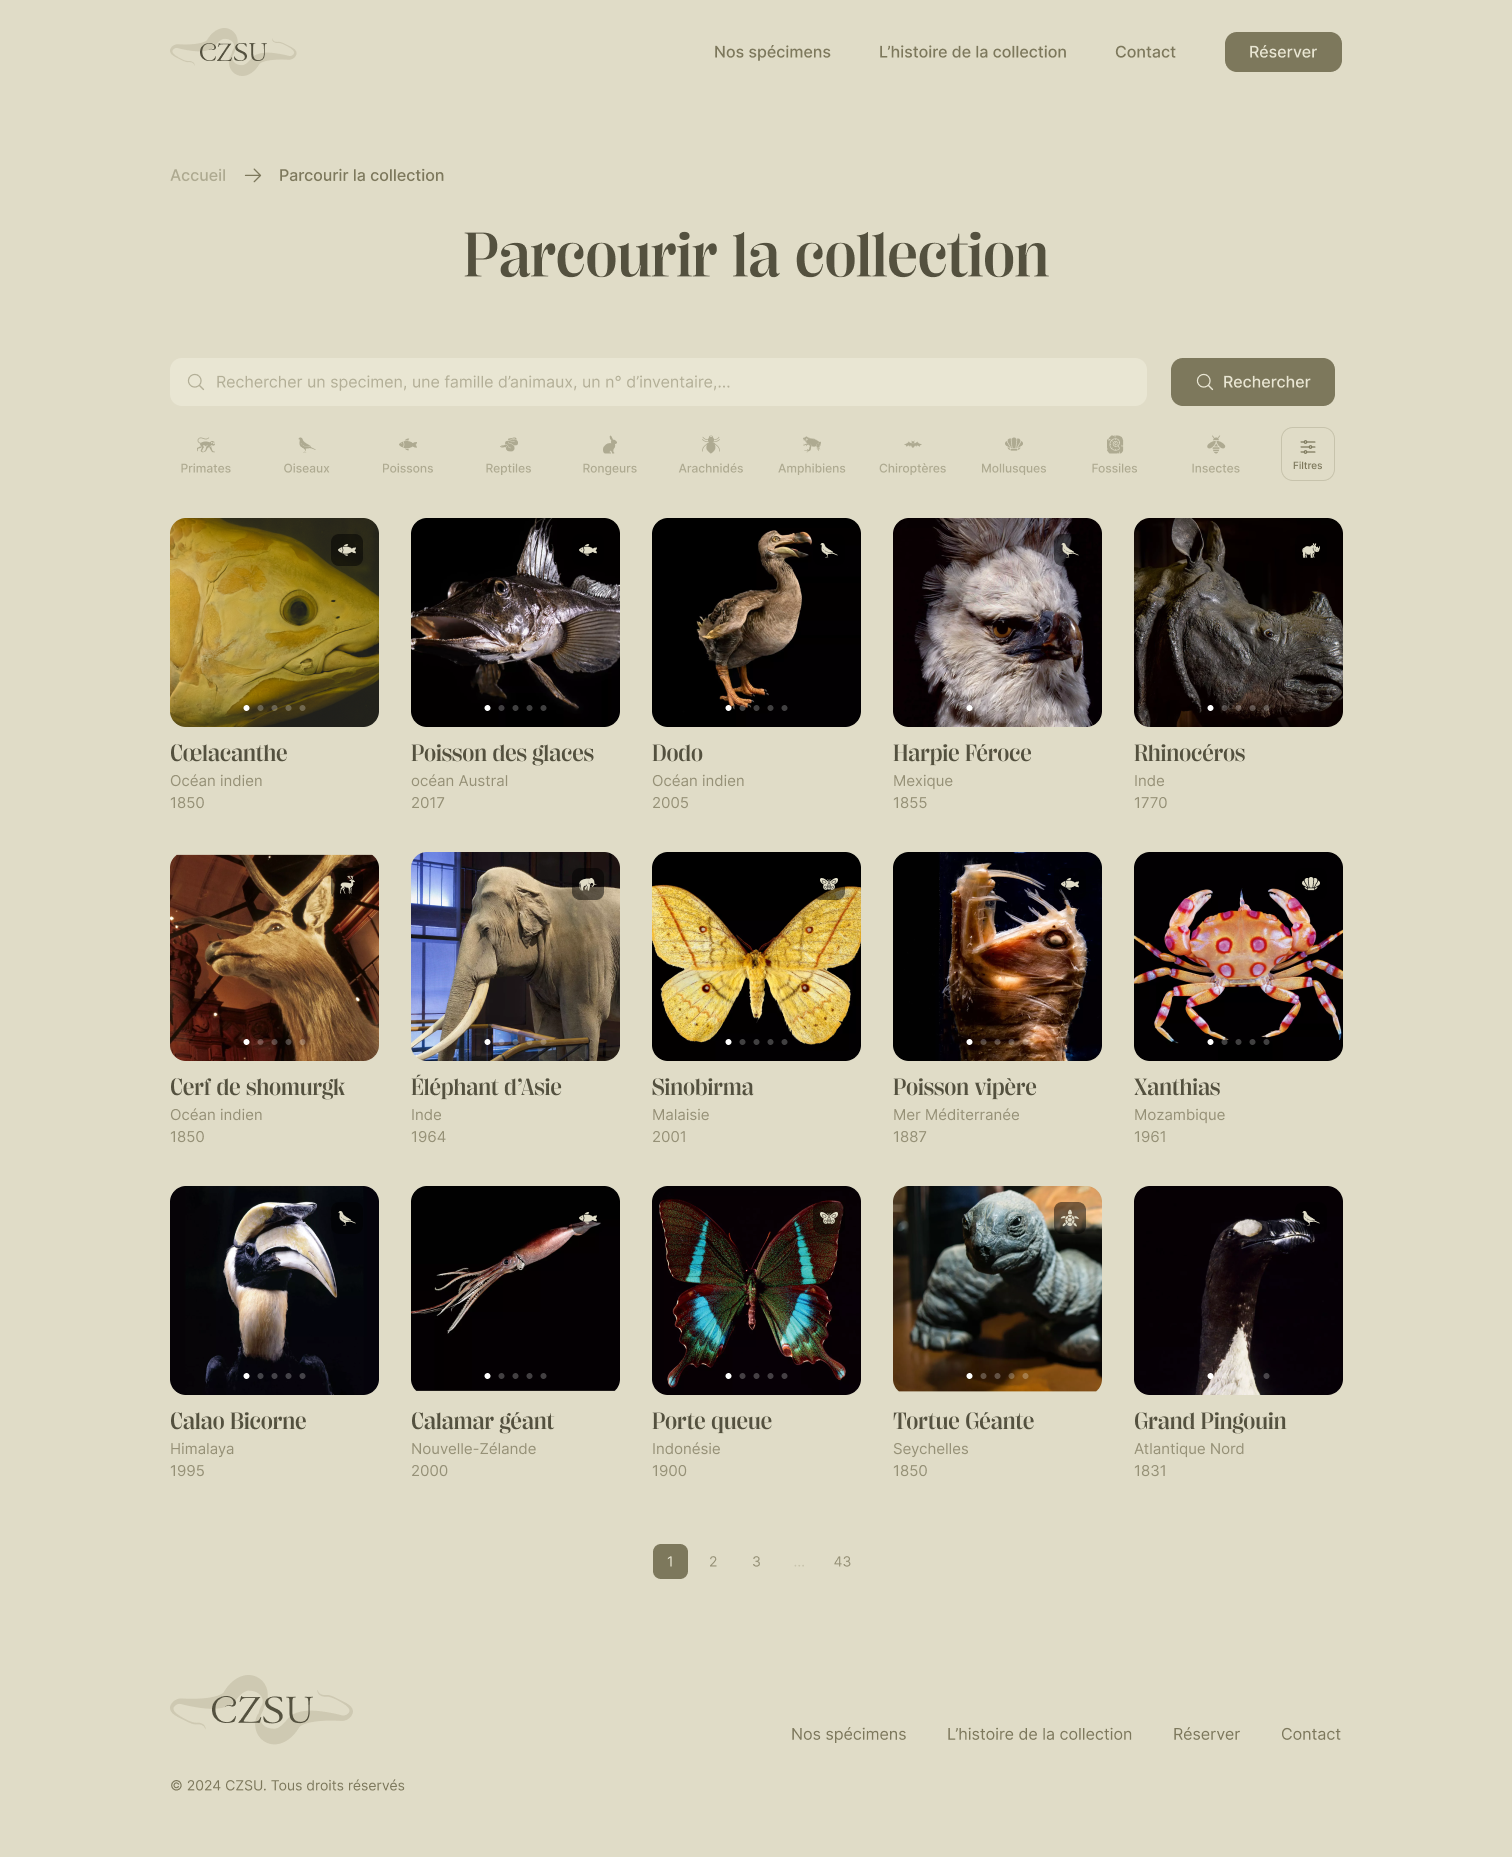 CZSU
Nos spécimens
L’histoire de la collection
Contact
Réserver
Accueil
Parcourir la collection
Parcourir la collection
Rechercher un specimen, une famille d’animaux, un n° d’inventaire,...
Rechercher
Primates
Oiseaux
Poissons
Reptiles
Rongeurs
Arachnidés
Amphibiens
Chiroptères
Mollusques
Fossiles
Insectes
Filtres
Cœlacanthe
Océan indien
1850
Poisson des glaces
océan Austral
2017
Dodo
Océan indien
2005
Harpie Féroce
Mexique
1855
Rhinocéros
Inde
1770
Cerf de shomurgk
Océan indien
1850
Éléphant d’Asie
Inde
1964
Sinobirma
Malaisie
2001
Poisson vipère
Mer Méditerranée
1887
Xanthias
Mozambique
1961
Calao Bicorne
Himalaya
1995
Calamar géant
Nouvelle-Zélande
2000
Porte queue
Indonésie
1900
Tortue Géante
Seychelles
1850
Grand Pingouin
Atlantique Nord
1831
1
2
3
...
43
CZSU
Nos spécimens
L’histoire de la collection
Réserver
Contact
© 2024 CZSU. Tous droits réservés